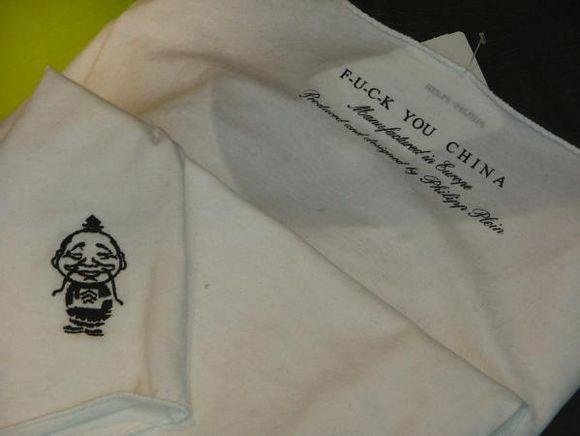 F-U-C-K YOU CHINA
Manufactured in Europe
Produced and designed by Philipp Plein